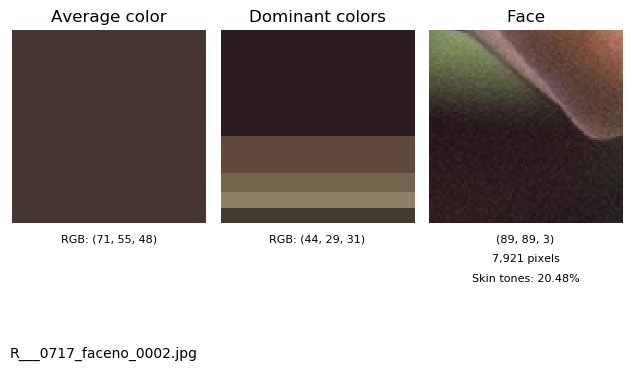 Average color
Dominant colors
Face
RGB: (71, 55, 48)
RGB: (44, 29, 31)
(89, 89, 3)
7,921 pixels
Skin tones: 20.48%
R___0717_faceno_0002.jpg